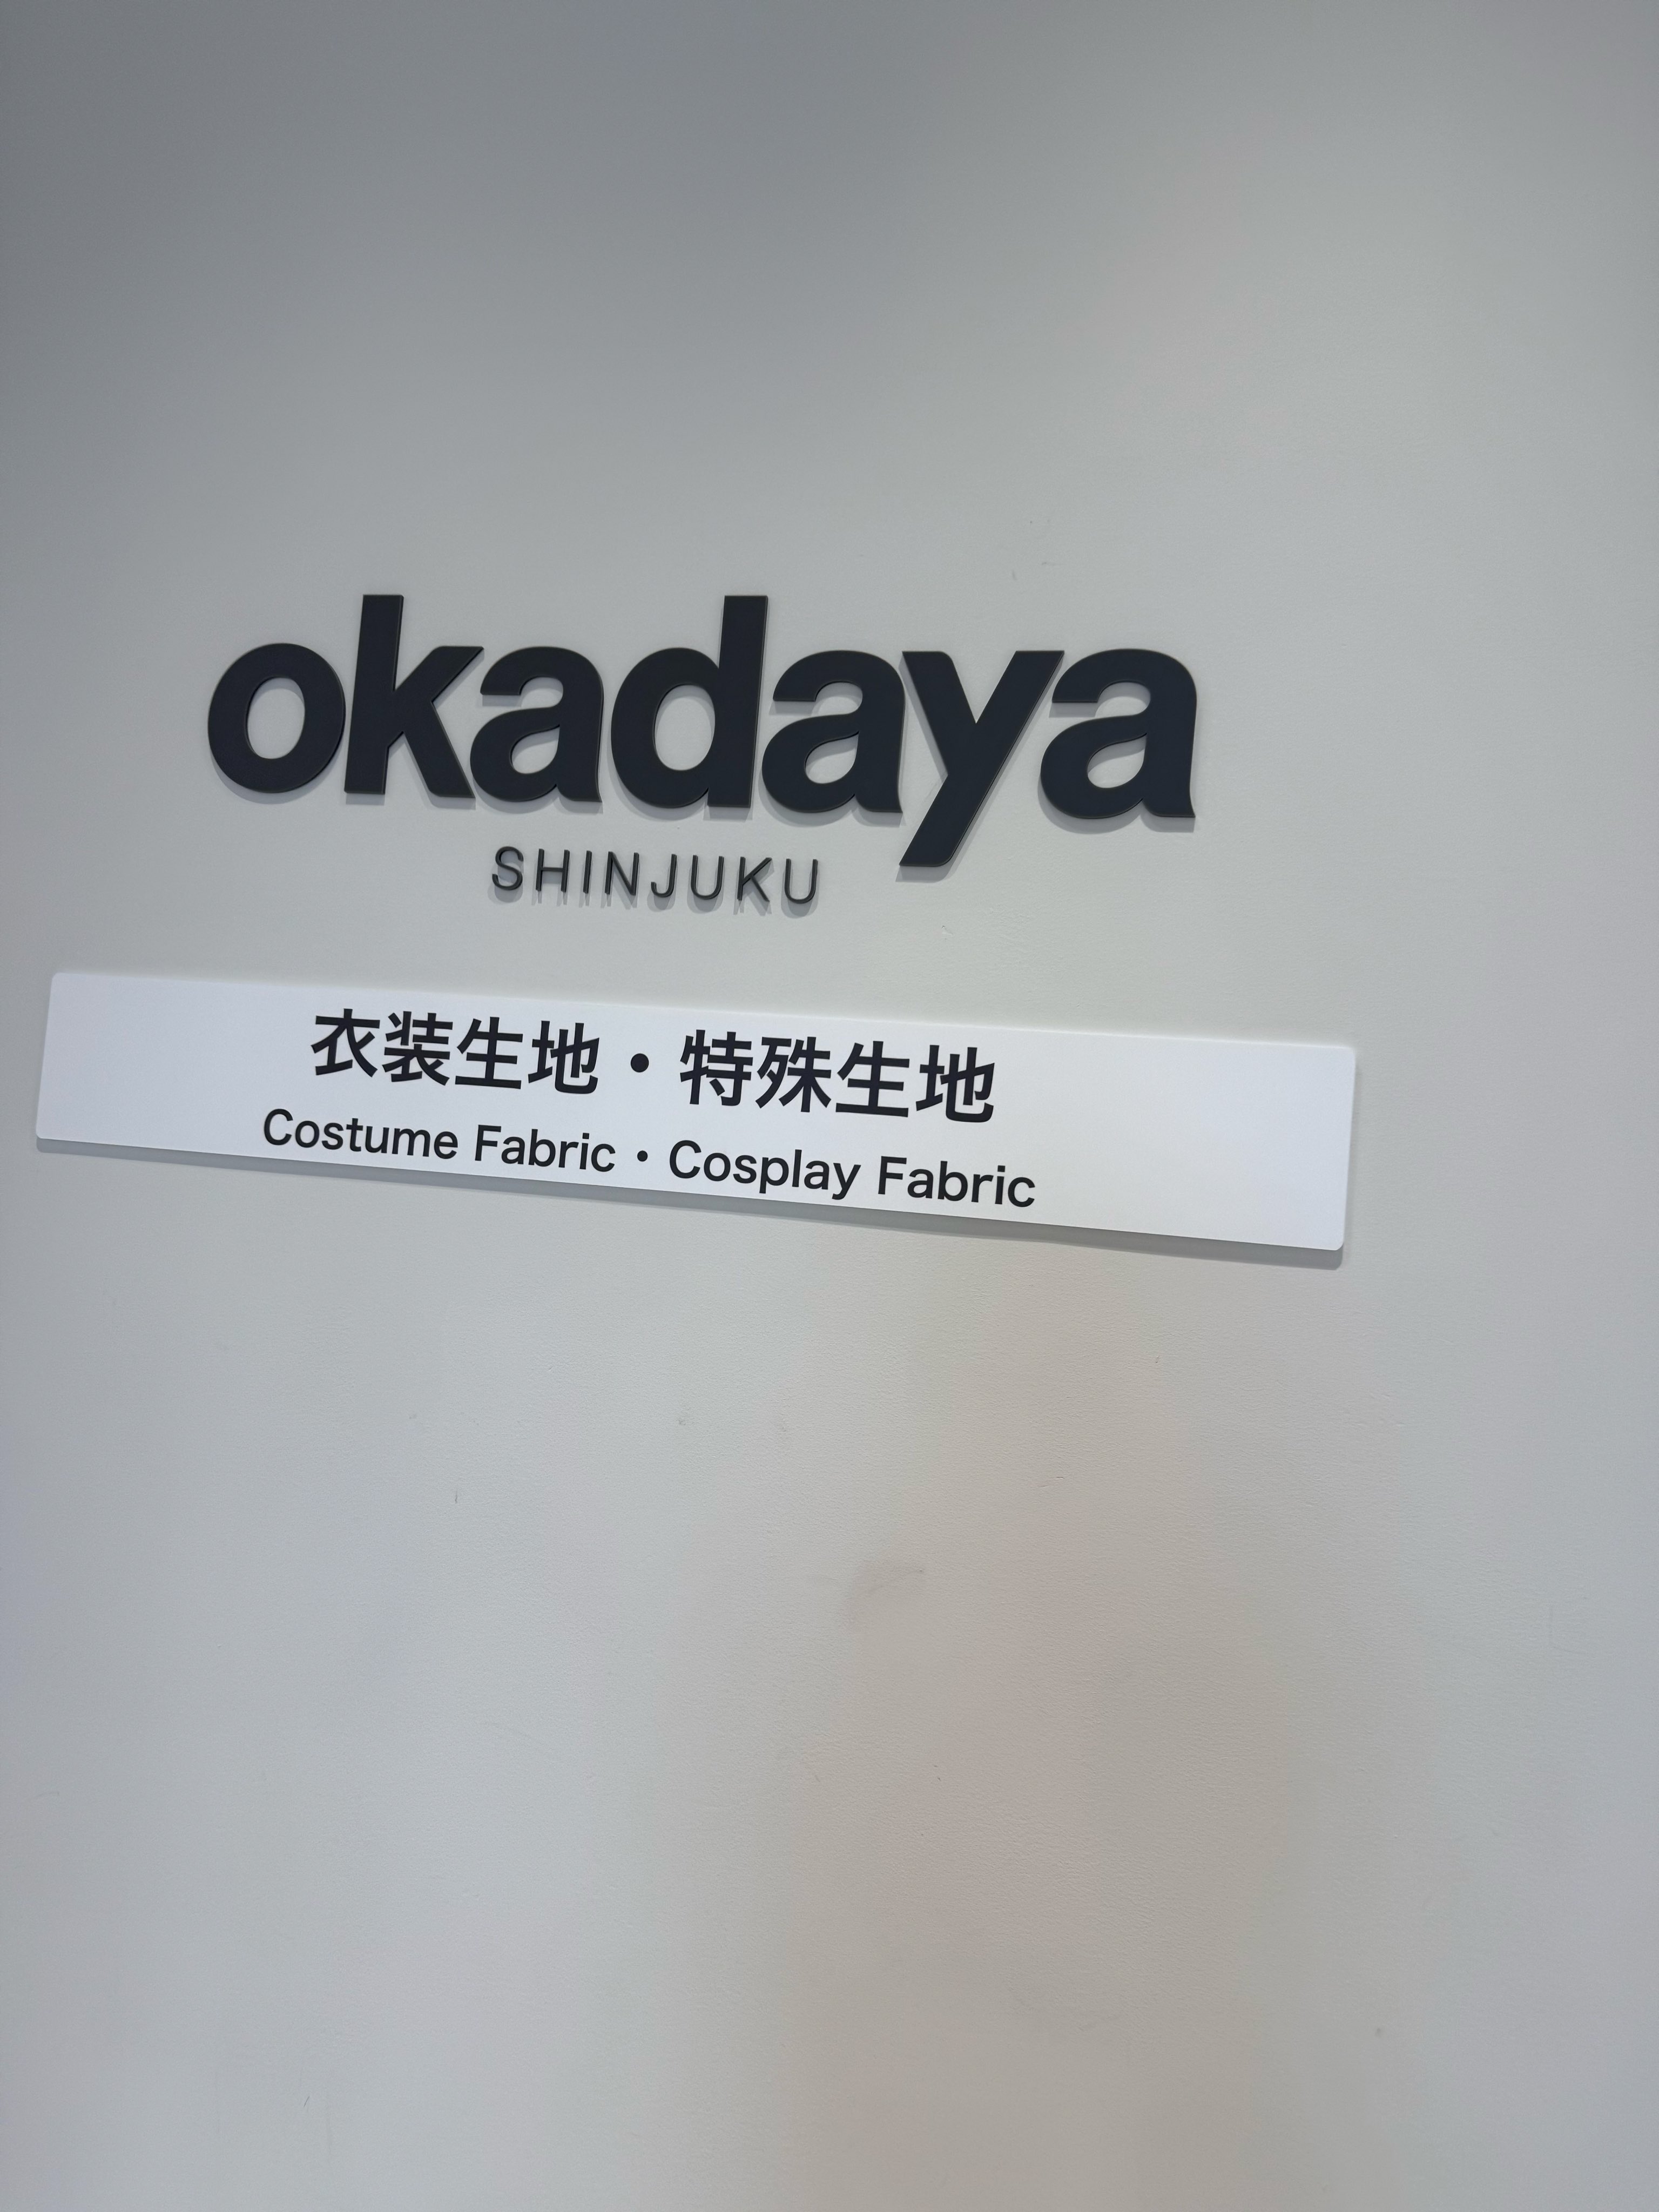 okadaya
SHINJUKU
衣装生地・特殊生地
Costume Fabric・Cosplay Fabric